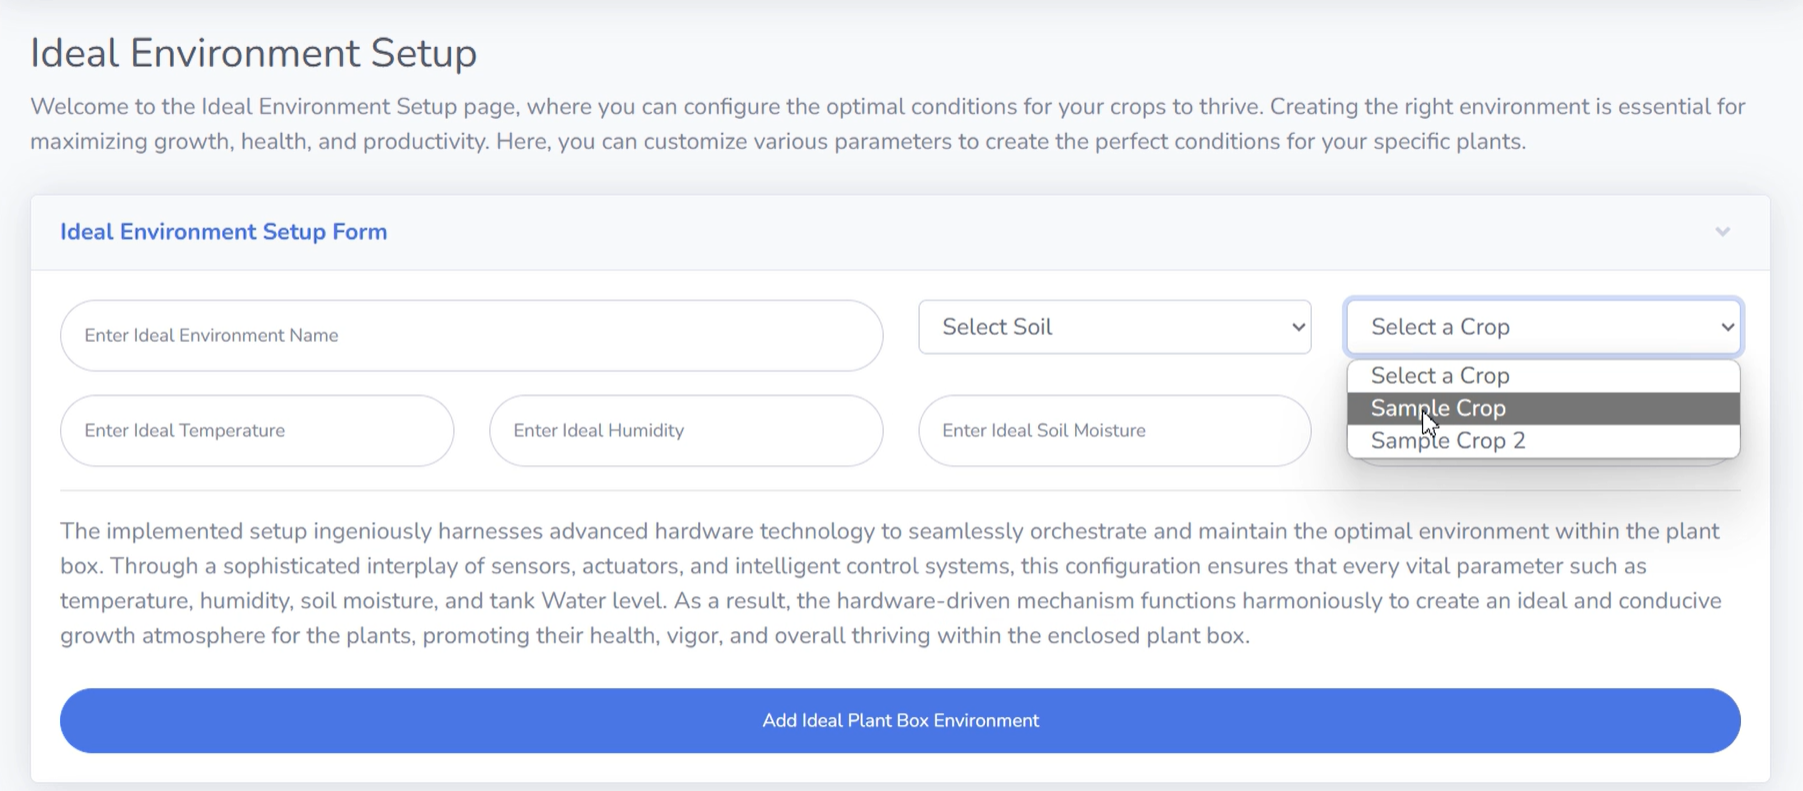 Ideal Environment Setup
Welcome to the Ideal Environment Setup page, where you can configure the optimal conditions for your crops to thrive. Creating the right environment is essential for
maximizing growth, health, and productivity. Here, you can customize various parameters to create the perfect conditions for your specific plants.
Ideal Environment Setup Form
Enter Ideal Environment Name
Select Soil
Select a Crop
Select a Crop
Sample Crop
Sample Crop 2
Enter Ideal Temperature
Enter Ideal Humidity
Enter Ideal Soil Moisture
The implemented setup ingeniously harnesses advanced hardware technology to seamlessly orchestrate and maintain the optimal environment within the plant
box. Through a sophisticated interplay of sensors, actuators, and intelligent control systems, this configuration ensures that every vital parameter such as
temperature, humidity, soil moisture, and tank Water level. As a result, the hardware-driven mechanism functions harmoniously to create an ideal and conducive
growth atmosphere for the plants, promoting their health, vigor, and overall thriving within the enclosed plant box.
Add Ideal Plant Box Environment